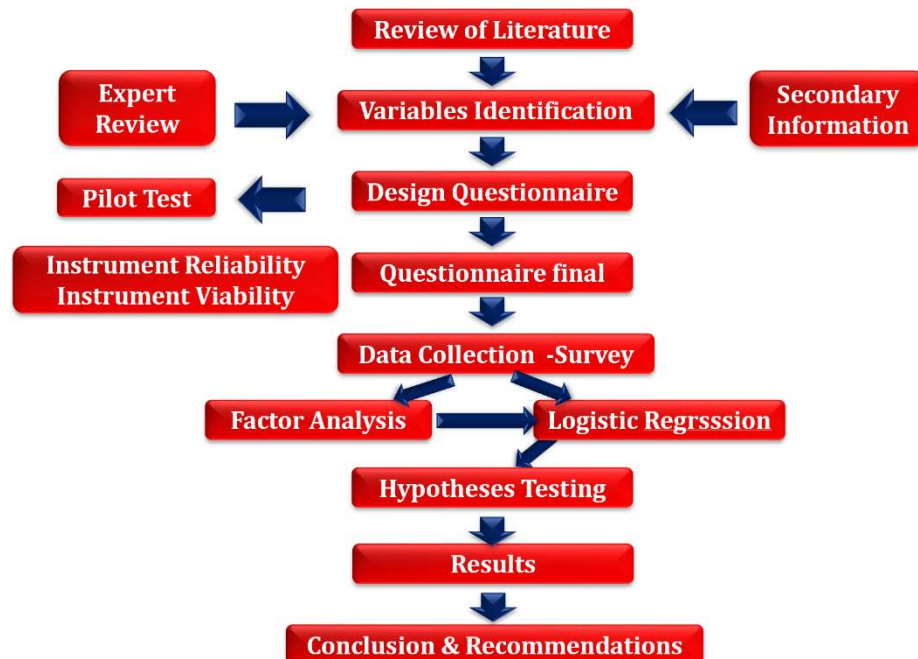 Review of Literature
Expert
Review
Variables Identification
Secondary
Information
Pilot Test
Design Questionnaire
Instrument Reliability
Instrument Viability
Questionnaire final
Data Collection -Survey
Factor Analysis
Logistic Regrsssion
Hypotheses Testing
Results
Conclusion & Recommendations